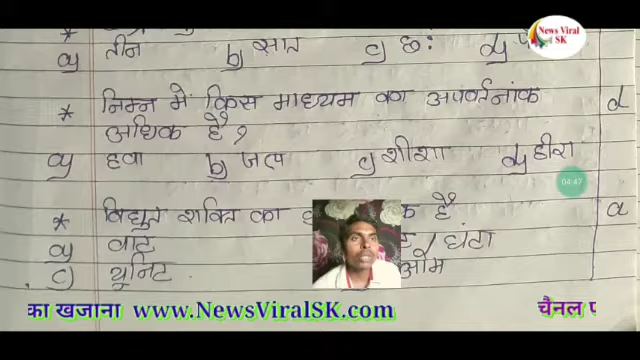 News Viral
SK
*
a) तीन b) सात c) छः d)
* निम्न में किस माध्यम का अपवर्तनांक d
अधिक है ?
a) हवा b) जल c) शीशा d) हीरा
04:47
* विद्युत शक्ति का है a
a) वाट / घंटा
c) यूनिट ओम
का खजाना www.NewsViralSK.com चैनल